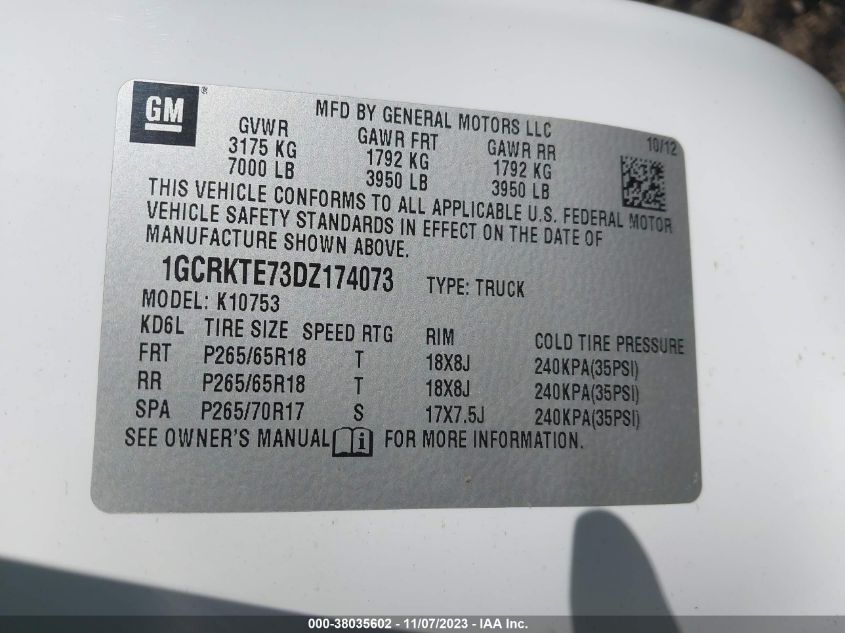 GM ®
MFD BY GENERAL MOTORS LLC
10/12
GVWR GAWR FRT GAWR RR
3175 KG 1792 KG 1792 KG
7000 LB 3950 LB 3950 LB
THIS VEHICLE CONFORMS TO ALL APPLICABLE U.S. FEDERAL MOTOR
VEHICLE SAFETY STANDARDS IN EFFECT ON THE DATE OF
MANUFACTURE SHOWN ABOVE.
1GCRKTE73DZ174073 TYPE: TRUCK
MODEL: K10753
KD6L TIRE SIZE SPEED RTG RIM COLD TIRE PRESSURE
FRT P265/65R18 T 18X8J 240KPA(35PSI)
RR P265/65R18 T 18X8J 240KPA(35PSI)
SPA P265/70R17 S 17X7.5J 240KPA(35PSI)
SEE OWNER'S MANUAL i FOR MORE INFORMATION.
000-38035602 - 11/07/2023 - IAA Inc.